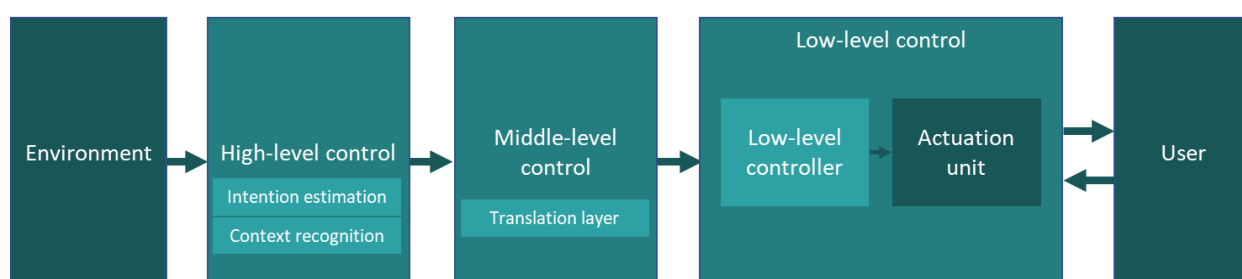 Environment
High-level control
Intention estimation
Context recognition
Middle-level
control
Translation layer
Low-level control
Low-level
controller
Actuation
unit
User